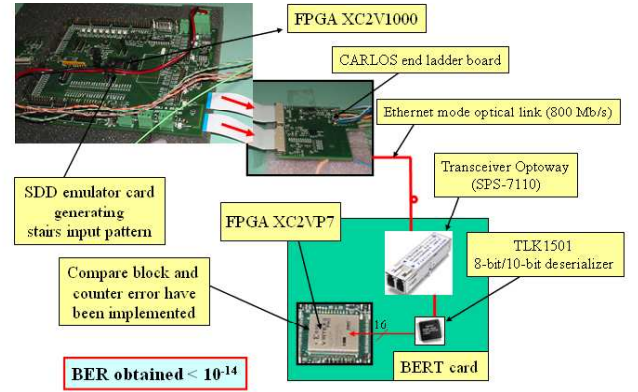 FPGA XC2V1000
CARLOS end ladder board
Ethernet mode optical link (800 Mb/s)
Transceiver Optoway
(SPS-7110)
SDD emulator card
generating
stairs input pattern
FPGA XC2VP7
TLK1501
8-bit/10-bit deserializer
Compare block and
counter error have
been implemented
16
BERT card
BER obtained < 10⁻¹⁴